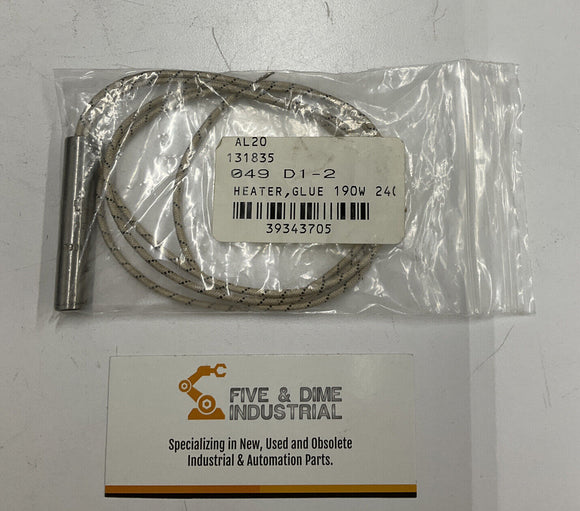 AL20
131835
049 D1-2
HEATER,GLUE 190W 240
39343705
FIVE & DIME
INDUSTRIAL
Specializing in New, Used and Obsolete
Industrial & Automation Parts.